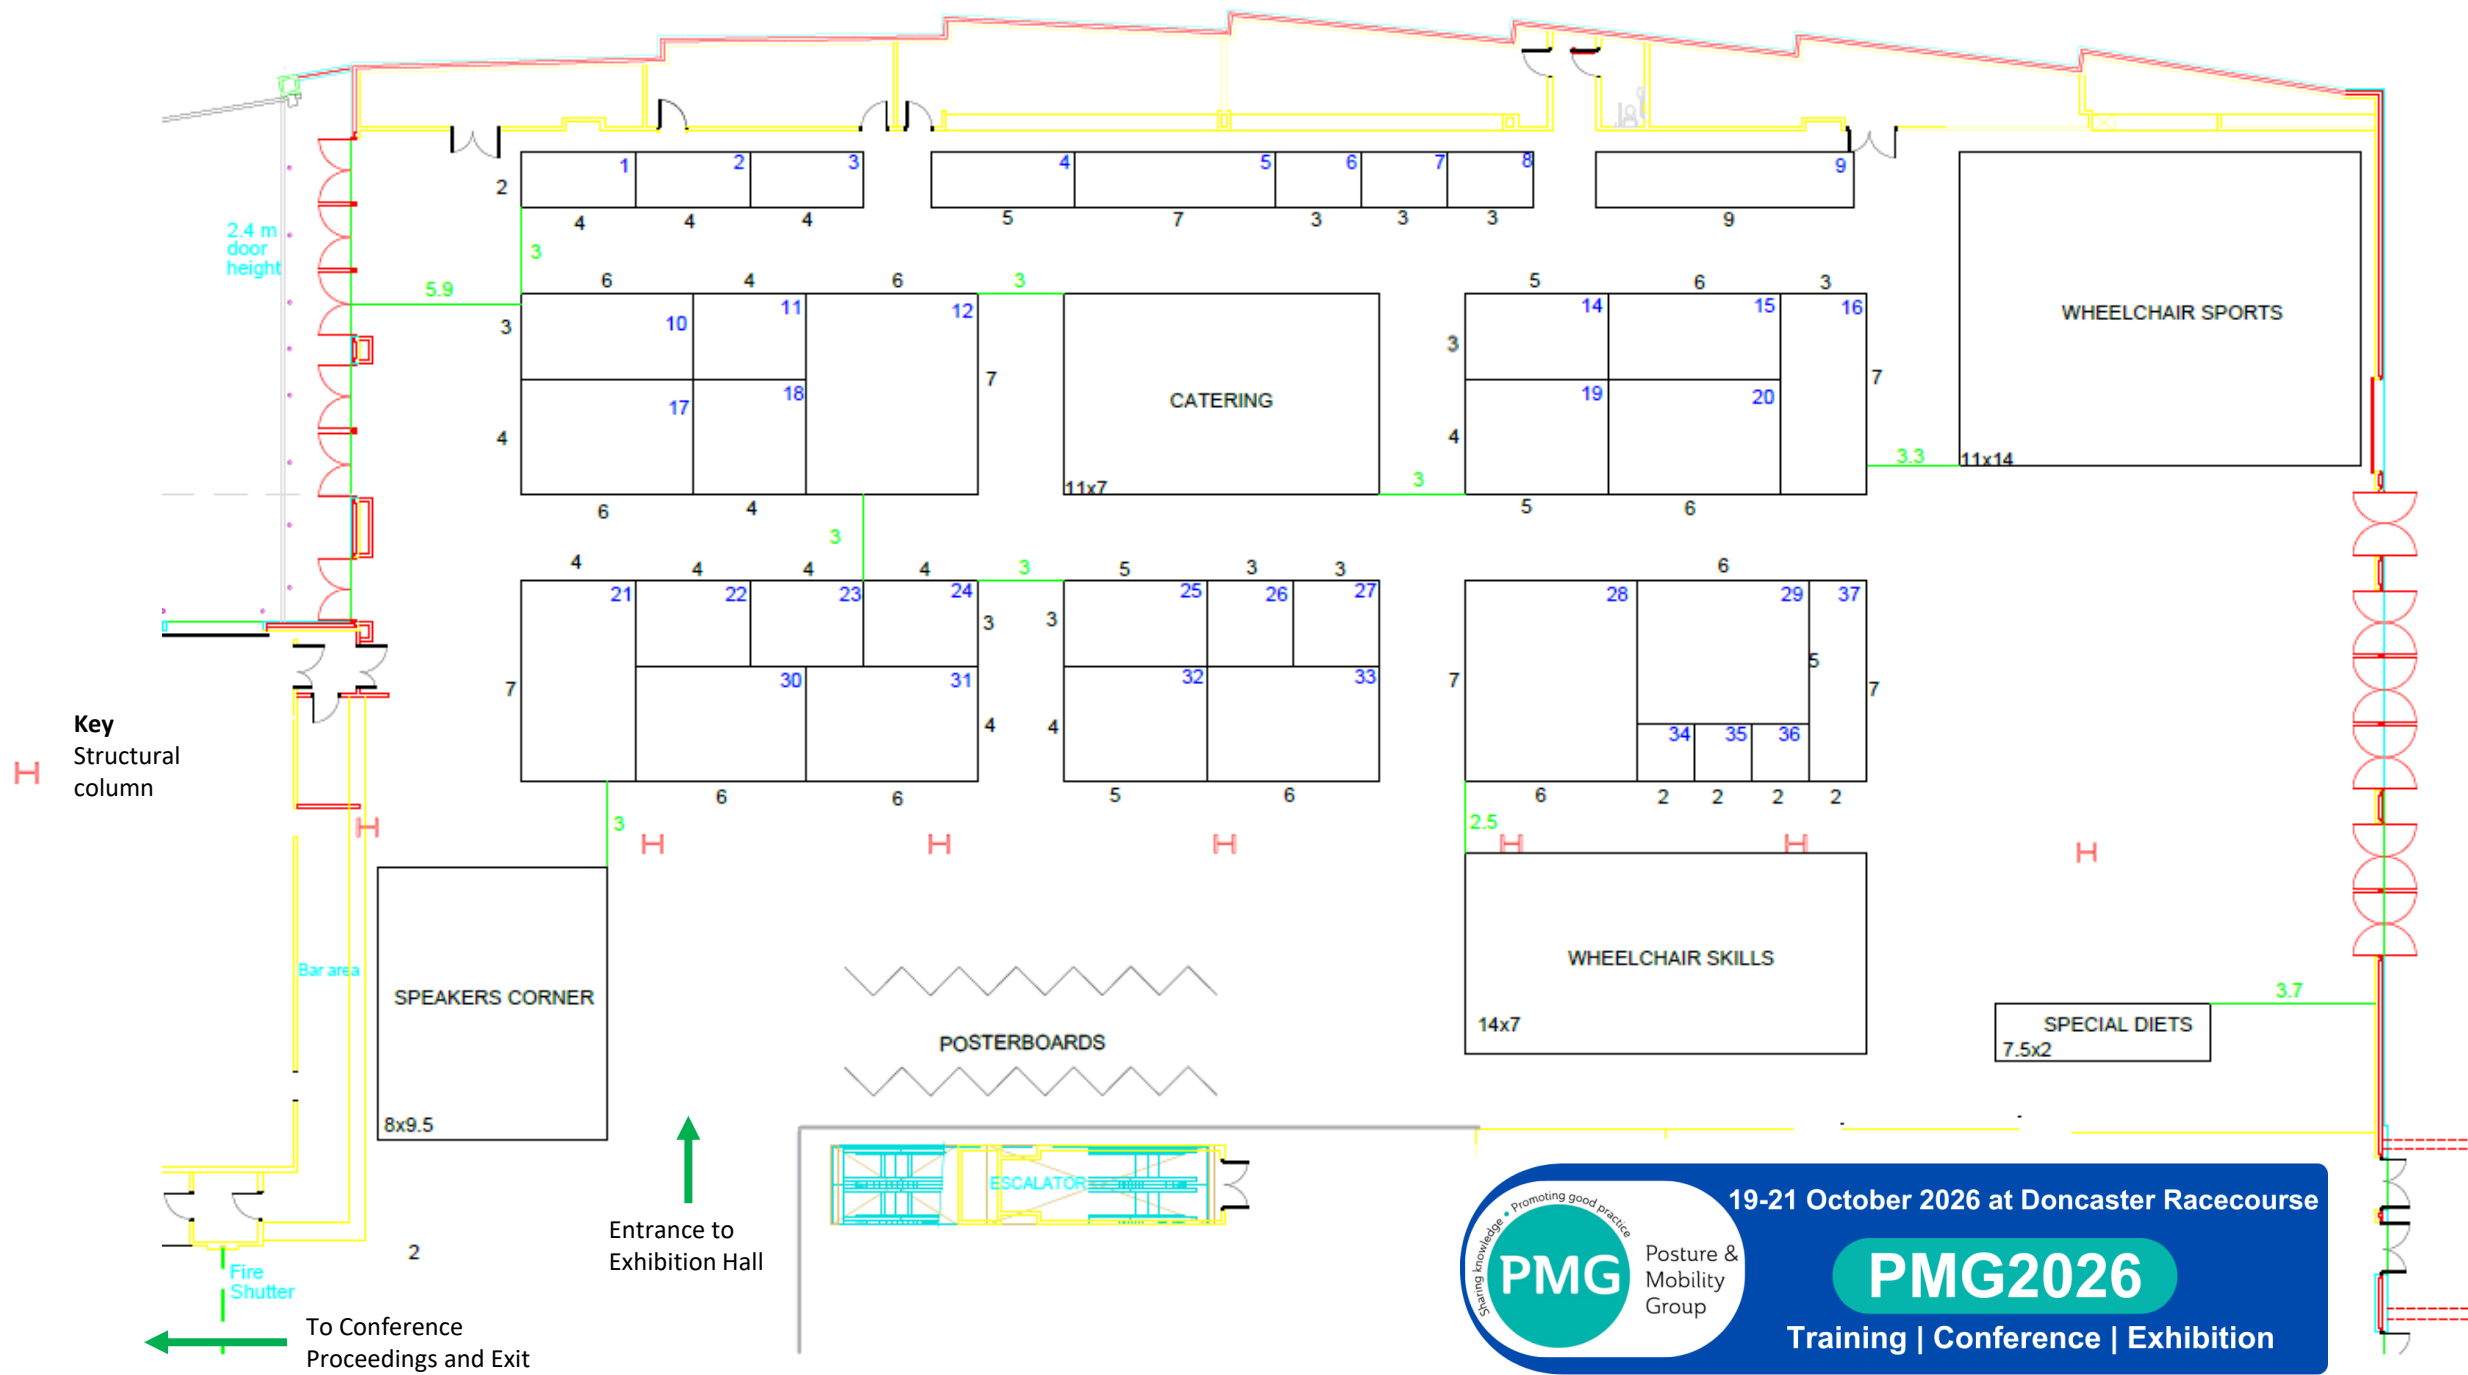 1
2
3
4
5
6
7
8
9
2
4
4
4
5
7
3
3
3
9
2.4 m
door
height
3
5.9
6
4
6
3
5
6
3
3
10
11
12
14
15
16
WHEELCHAIR SPORTS
3
7
7
CATERING
17
18
19
20
4
4
11x7
3
3.3
11x14
6
4
5
6
3
4
4
4
4
3
5
3
3
6
21
22
23
24
25
26
27
28
29
37
3
3
5
7
30
31
32
33
7
7
4
4
34
35
36
Key
Structural
column
6
6
5
6
6
2
2
2
2
3
2.5
Bar area
SPEAKERS CORNER
8x9.5
POSTERBOARDS
WHEELCHAIR SKILLS
14x7
3.7
SPECIAL DIETS
7.5x2
ESCALATOR
Entrance to
Exhibition Hall
2
Fire
Shutter
To Conference
Proceedings and Exit
Sharing knowledge • Promoting good practice
PMG
Posture &
Mobility
Group
19-21 October 2026 at Doncaster Racecourse
PMG2026
Training | Conference | Exhibition